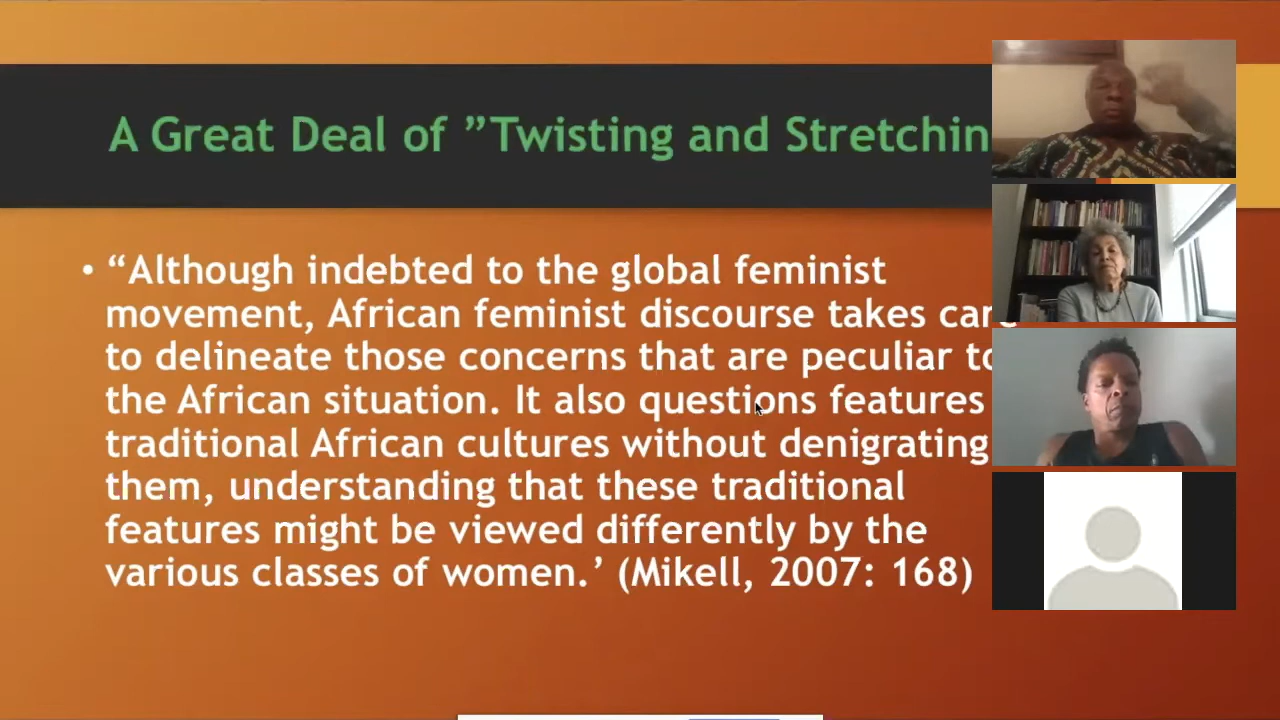 A Great Deal of ”Twisting and Stretchin
• “Although indebted to the global feminist
movement, African feminist discourse takes care
to delineate those concerns that are peculiar to
the African situation. It also questions features
traditional African cultures without denigrating
them, understanding that these traditional
features might be viewed differently by the
various classes of women.’ (Mikell, 2007: 168)